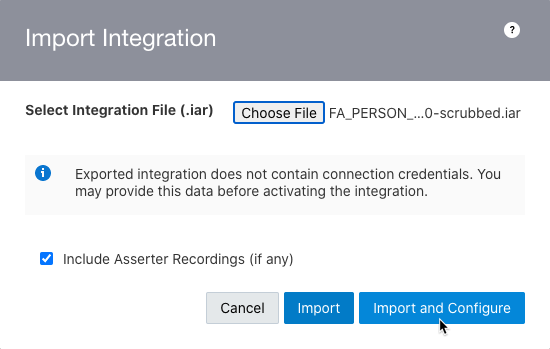 Import Integration
?
Select Integration File (.iar)
Choose File FA_PERSON_...0-scrubbed.iar
Exported integration does not contain connection credentials. You
may provide this data before activating the integration.
Include Asserter Recordings (if any)
Cancel
Import
Import and Configure